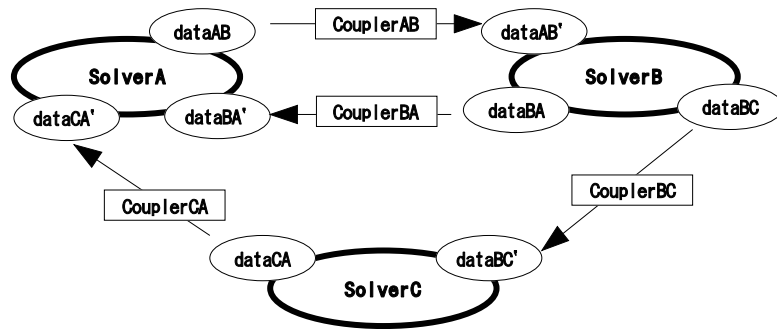 dataAB
CouplerAB
dataAB'
SolverA
SolverB
dataCA'
dataBA'
CouplerBA
dataBA
dataBC
CouplerCA
CouplerBC
dataCA
dataBC'
SolverC